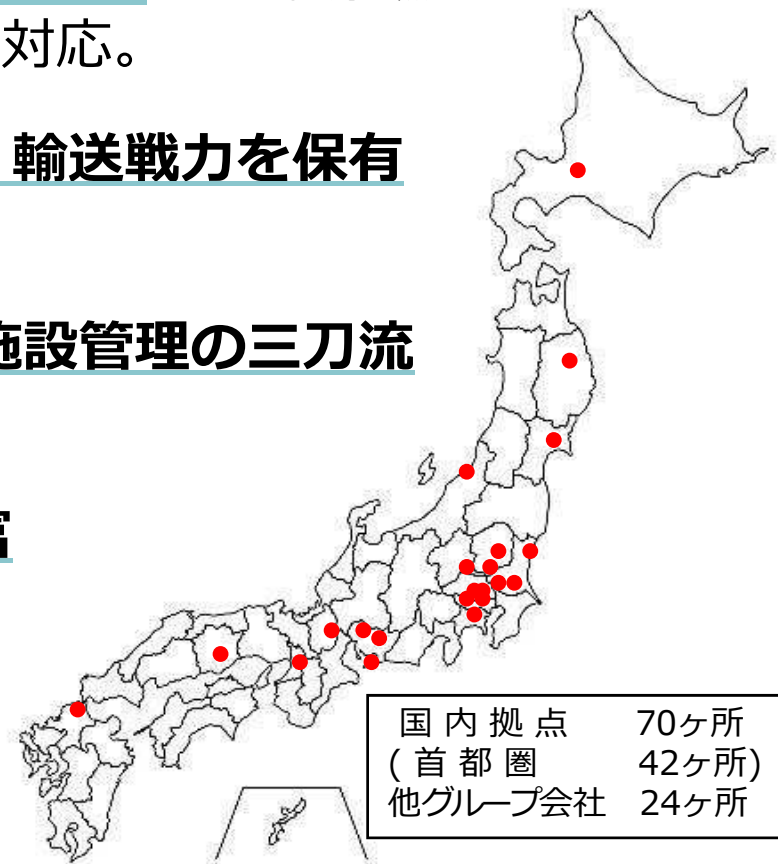 対応。
輸送戦力を保有
施設管理の三刀流
国内拠点 70ヶ所
(首都圏 42ヶ所)
他グループ会社 24ヶ所